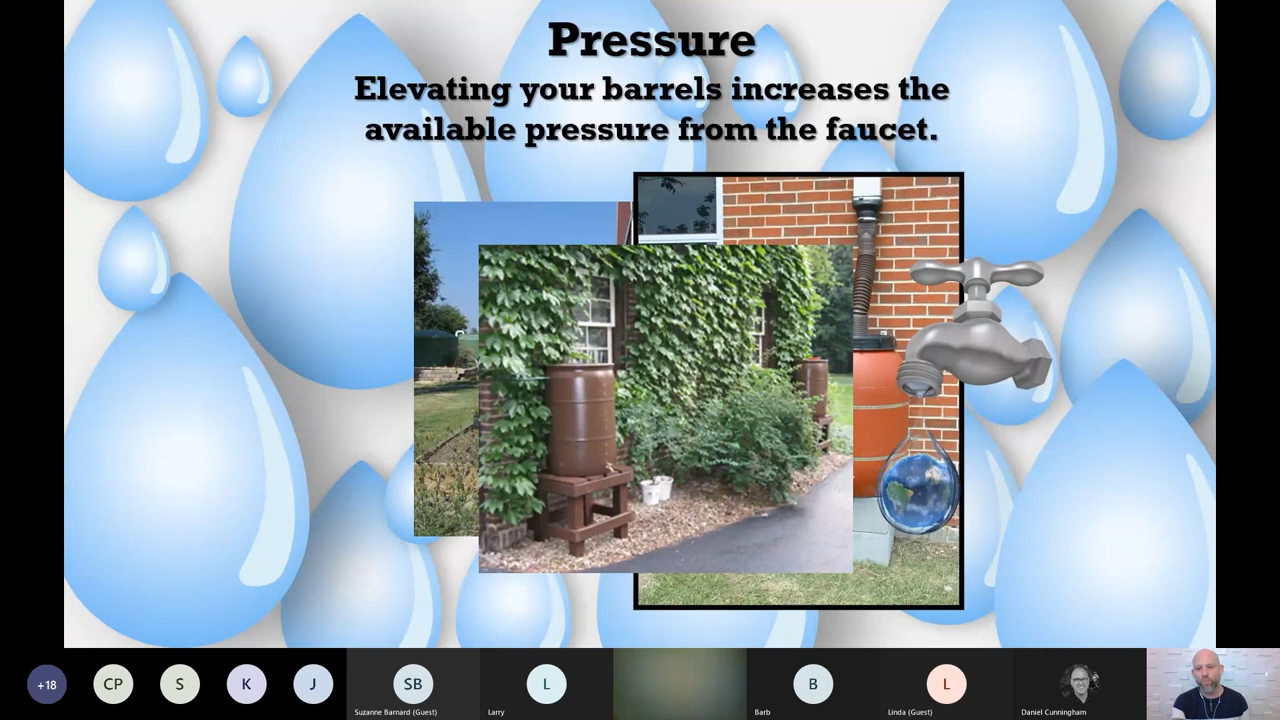 Pressure
Elevating your barrels increases the
available pressure from the faucet.
+18
CP
S
K
J
SB
L
B
L
Suzanne Barnard (Guest)
Larry
Barb
Linda (Guest)
Daniel Cunningham